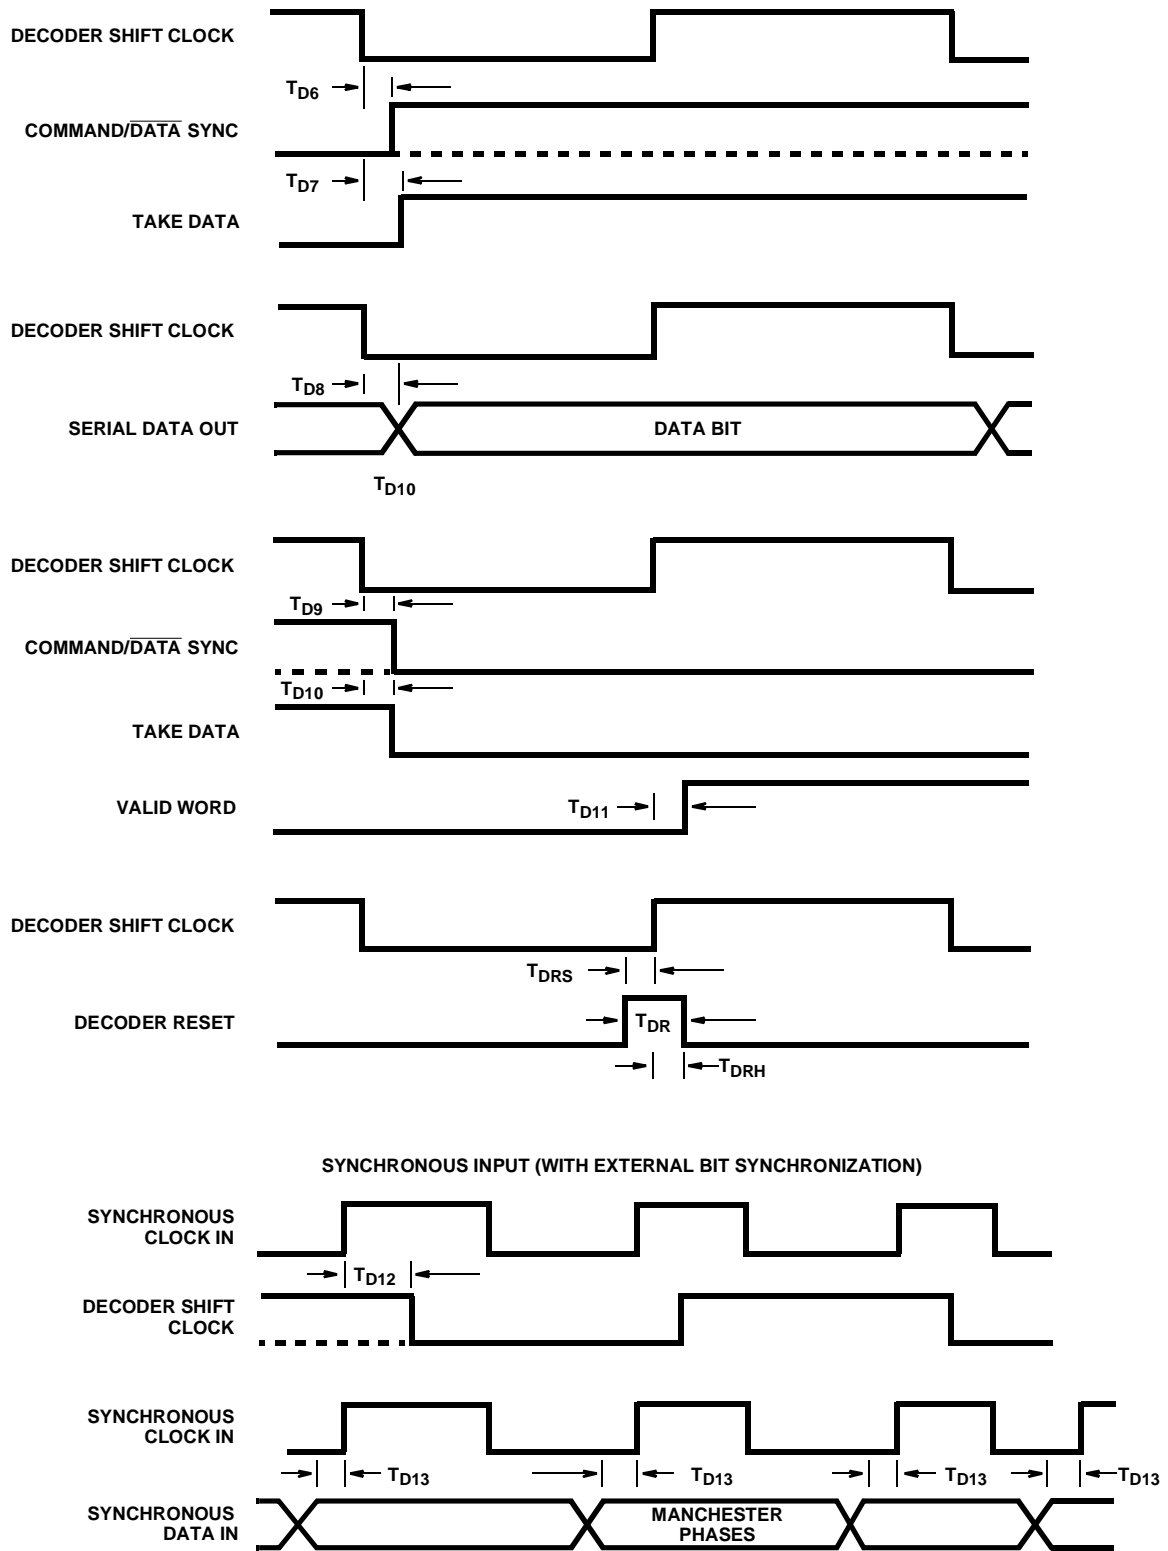 DECODER SHIFT CLOCK
TD6
COMMAND/DATA SYNC
TD7
TAKE DATA
DECODER SHIFT CLOCK
TD8
SERIAL DATA OUT
DATA BIT
TD10
DECODER SHIFT CLOCK
TD9
COMMAND/DATA SYNC
TD10
TAKE DATA
VALID WORD
TD11
DECODER SHIFT CLOCK
TDRS
DECODER RESET
TDR
TDRH
SYNCHRONOUS INPUT (WITH EXTERNAL BIT SYNCHRONIZATION)
SYNCHRONOUS
CLOCK IN
TD12
DECODER SHIFT
CLOCK
SYNCHRONOUS
CLOCK IN
TD13
TD13
TD13
TD13
SYNCHRONOUS
DATA IN
MANCHESTER
PHASES